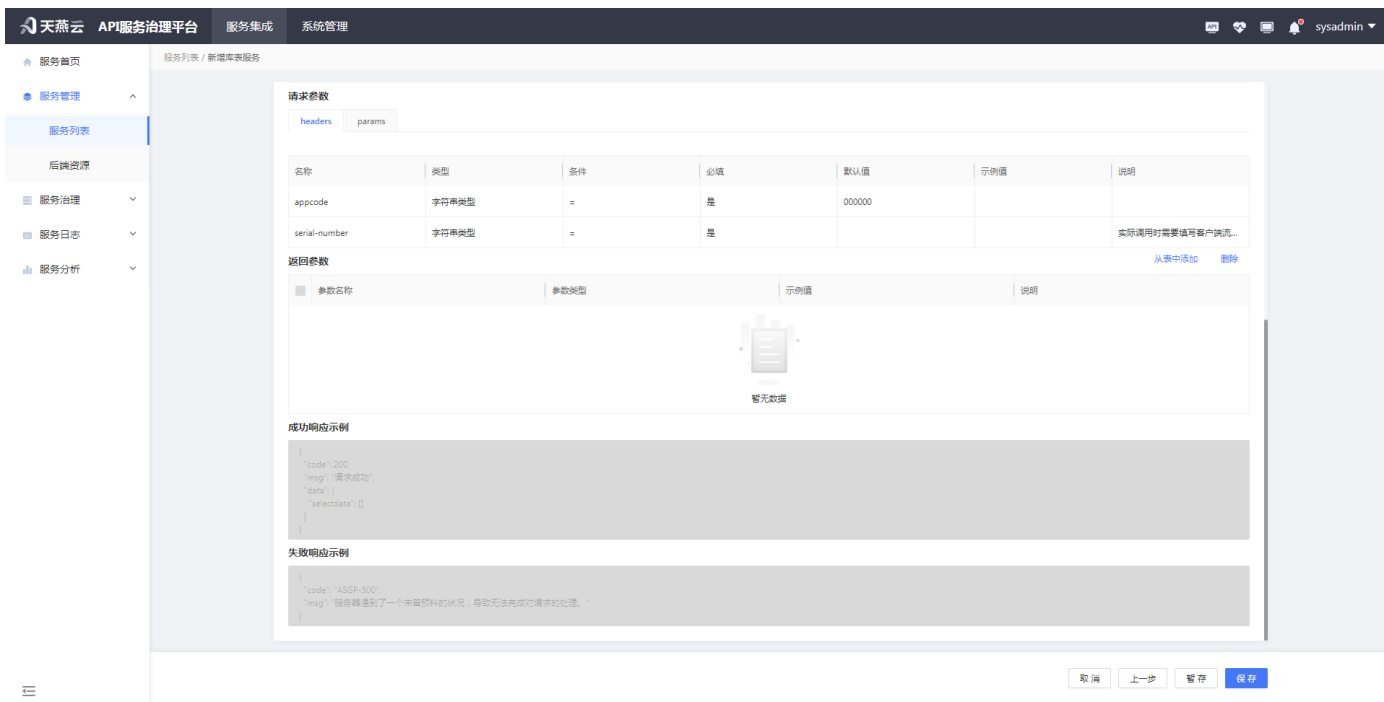 天燕云 API服务治理平台 服务集成 系统管理 API sysadmin
服务首页
服务列表 / 新增库表服务
服务管理
服务列表
后端资源
服务治理
服务日志
服务分析
请求参数
headers params
名称 类型 条件 必填 默认值 示例值 说明
appcode 字符串类型 = 是 000000
serial-number 字符串类型 = 是 实际调用时需要填写客户端流...
返回参数 从表中添加 删除
参数名称 参数类型 示例值 说明
暂无数据
成功响应示例
{
"code": 200,
"msg": "请求成功",
"data": {
"selectdata": []
}
}
失败响应示例
{
"code": "ASGP-500",
"msg": "服务器遇到了一个未曾预料的状况，导致无法完成对请求的处理。"
}
取消 上一步 暂存 保存